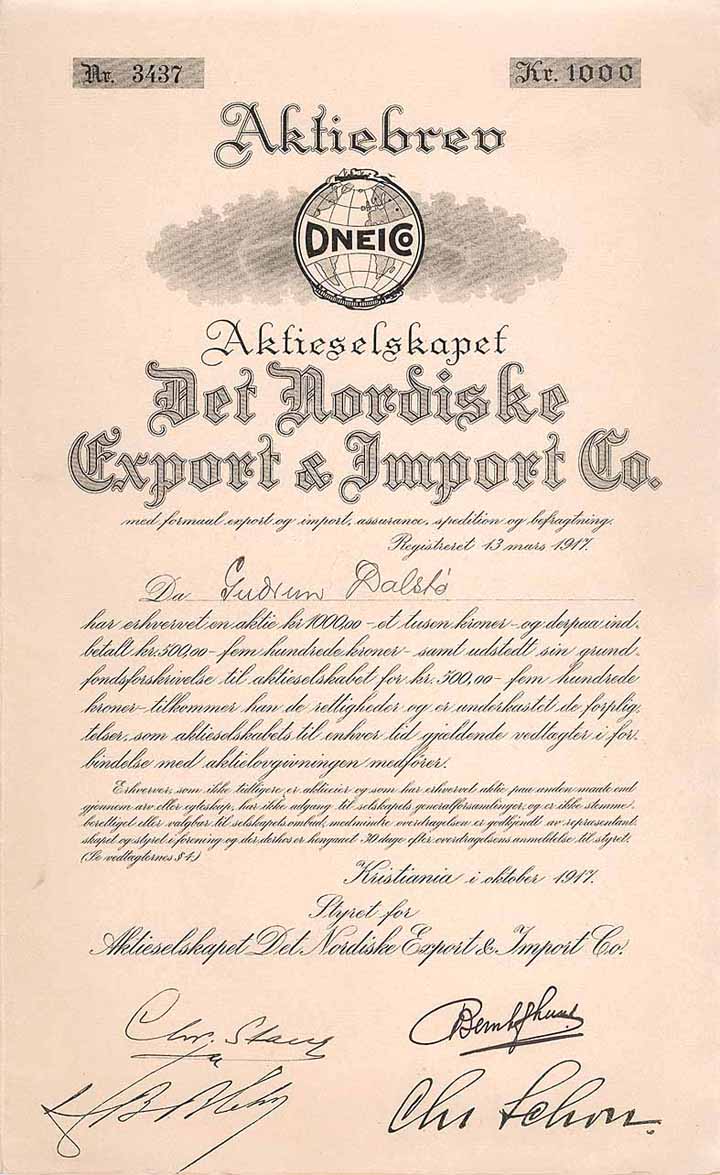 Nr. 3437 Kr. 1000
Aktiebrev
DNEICo
Aktieselskapet
Det Nordiske
Export & Import Co.
med formaal export og import, assurance, spedition og befragtning.
Registreret 13 mars 1917.
Da Gudrun Dalstø
har erhvervet en aktie kr 1000,00 – et tusen kroner – og derpaa ind,
betalt kr. 500,00 – fem hundrede kroner – samt udstedt sin grund,
fondsforskrivelse til aktieselskabet for kr. 500,00 – fem hundrede
kroner – tilkommer han de rettigheder og er underkastet de forplig,
telser, som aktieselskabets til enhver tid gjeldende vedtægter i for,
bindelse med aktielovgivningen medfører.
Erhverver, som ikke tidligere er aktieeier og som har erhvervet aktie paa anden maade end
gjennem arv eller egteskap, har ikke adgang til selskapets generalforsamlinger, og er ikke stemme,
berettiget eller valgbar til selskapets ombud, medmindre overdragelsen er godkjendt av representant,
skapet og styret i forening og der derhos er hengaaet 30 dage efter overdragelsens anmeldelse til styret.
(Se vedtægternes § 4)
Kristiania i oktober 1917.
Styret for
Aktieselskapet Det Nordiske Export & Import Co.
Chr. Stang
Chr Schou.